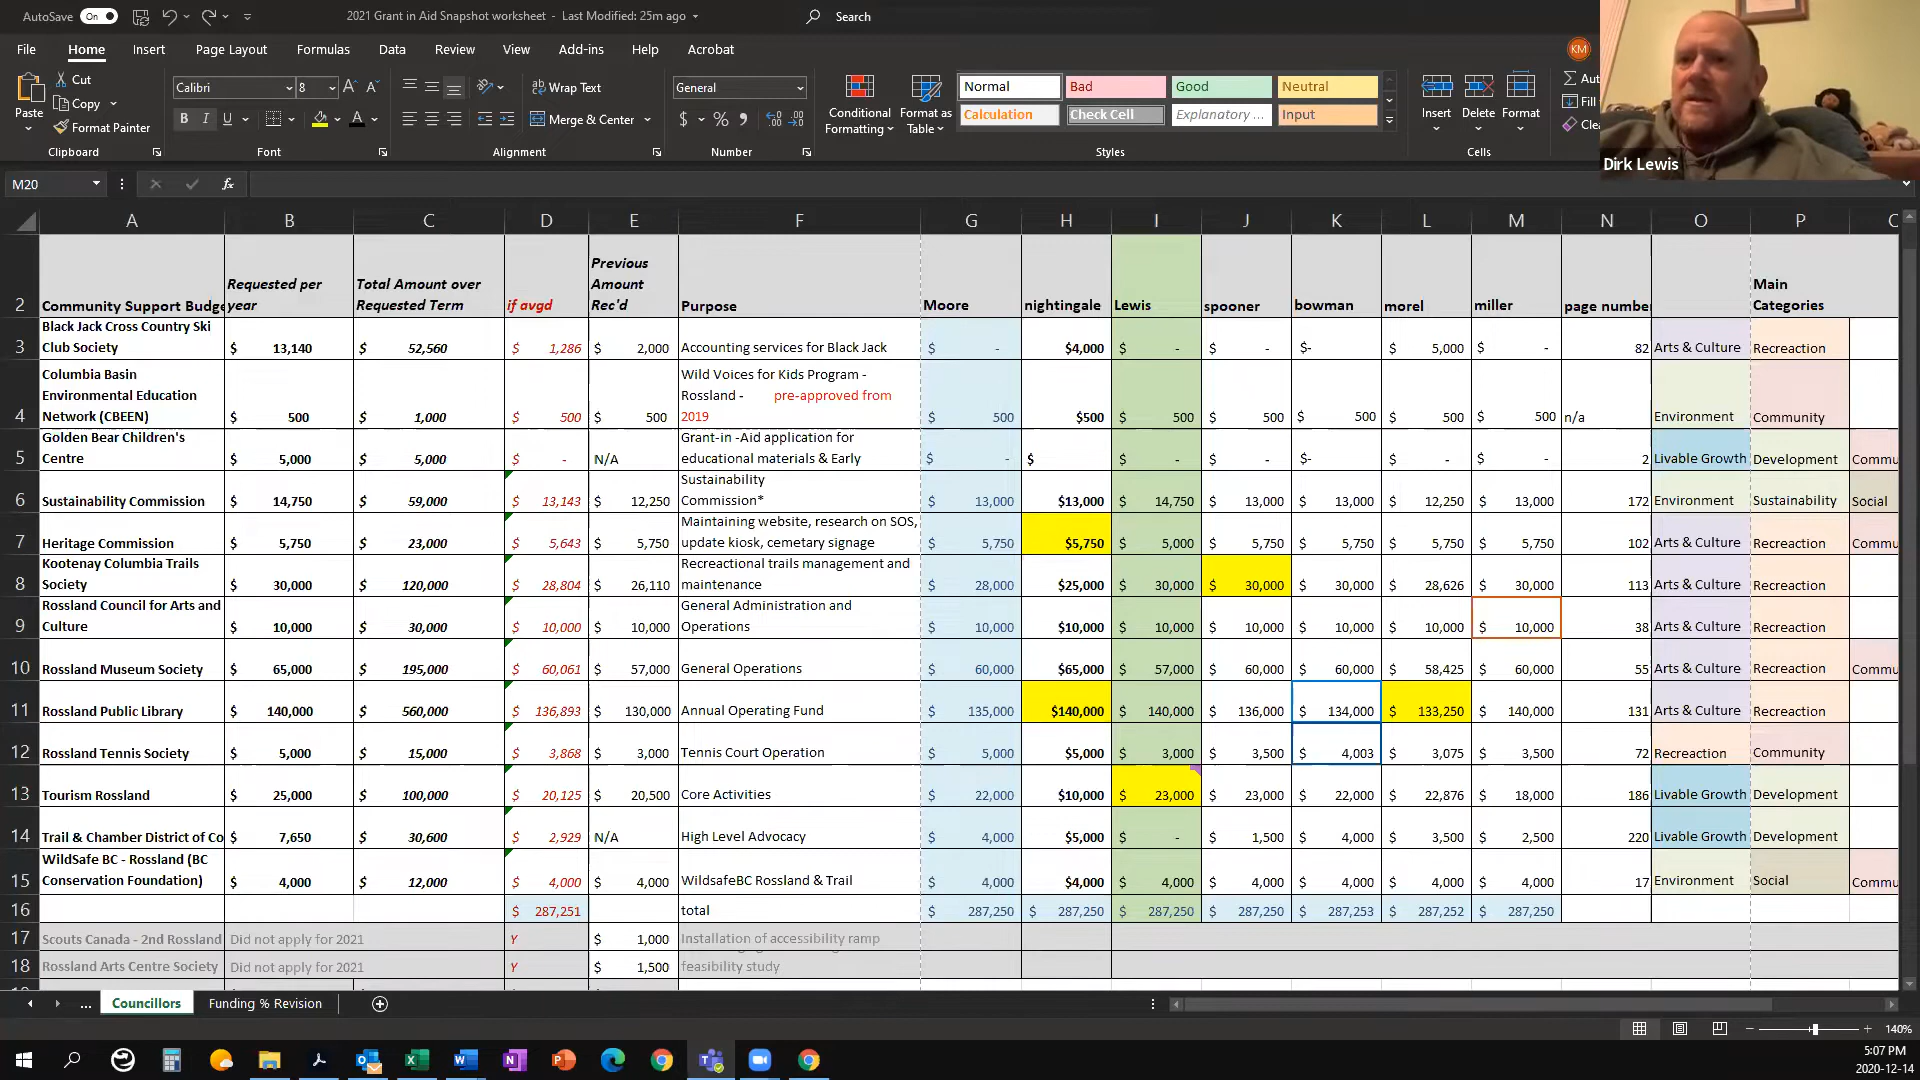 AutoSave On 2021 Grant in Aid Snapshot worksheet - Last Modified: 25m ago Search
File Home Insert Page Layout Formulas Data Review View Add-ins Help Acrobat KM
Paste Cut Copy Format Painter Clipboard
Calibri 8 Font
Wrap Text Merge & Center Alignment
General Number
Conditional Formatting Format as Table
Normal Bad Good Neutral
Calculation Check Cell Explanatory ... Input
Styles
Insert Delete Format Cells
Aut
Fill
Cle
Dirk Lewis
M20 fx
A B C D E F G H I J K L M N O P
2 Community Support Budge Requested per year Total Amount over Requested Term if avgd Previous Amount Rec'd Purpose Moore nightingale Lewis spooner bowman morel miller page number Main Categories
3 Black Jack Cross Country Ski Club Society $ 13,140 $ 52,560 $ 1,286 $ 2,000 Accounting services for Black Jack $ - $4,000 $ - $ - $- $ 5,000 $ - 82 Arts & Culture Recreaction
4 Columbia Basin Environmental Education Network (CBEEN) $ 500 $ 1,000 $ 500 $ 500 Wild Voices for Kids Program - Rossland - pre-approved from 2019 $ 500 $500 $ 500 $ 500 $ 500 $ 500 $ 500 n/a Environment Community
5 Golden Bear Children's Centre $ 5,000 $ 5,000 $ - N/A Grant-in -Aid application for educational materials & Early $ - $ $ - $ - $- $ - $ - 2 Livable Growth Development Commu
6 Sustainability Commission $ 14,750 $ 59,000 $ 13,143 $ 12,250 Sustainability Commission* $ 13,000 $13,000 $ 14,750 $ 13,000 $ 13,000 $ 12,250 $ 13,000 172 Environment Sustainability Social
7 Heritage Commission $ 5,750 $ 23,000 $ 5,643 $ 5,750 Maintaining website, research on SOS, update kiosk, cemetary signage $ 5,750 $5,750 $ 5,000 $ 5,750 $ 5,750 $ 5,750 $ 5,750 102 Arts & Culture Recreaction Commu
8 Kootenay Columbia Trails Society $ 30,000 $ 120,000 $ 28,804 $ 26,110 Recreactional trails management and maintenance $ 28,000 $25,000 $ 30,000 $ 30,000 $ 30,000 $ 28,626 $ 30,000 113 Arts & Culture Recreaction
9 Rossland Council for Arts and Culture $ 10,000 $ 30,000 $ 10,000 $ 10,000 General Administration and Operations $ 10,000 $10,000 $ 10,000 $ 10,000 $ 10,000 $ 10,000 $ 10,000 38 Arts & Culture Recreaction
10 Rossland Museum Society $ 65,000 $ 195,000 $ 60,061 $ 57,000 General Operations $ 60,000 $65,000 $ 57,000 $ 60,000 $ 60,000 $ 58,425 $ 60,000 55 Arts & Culture Recreaction Commu
11 Rossland Public Library $ 140,000 $ 560,000 $ 136,893 $ 130,000 Annual Operating Fund $ 135,000 $140,000 $ 140,000 $ 136,000 $ 134,000 $ 133,250 $ 140,000 131 Arts & Culture Recreaction
12 Rossland Tennis Society $ 5,000 $ 15,000 $ 3,868 $ 3,000 Tennis Court Operation $ 5,000 $5,000 $ 3,000 $ 3,500 $ 4,003 $ 3,075 $ 3,500 72 Recreaction Community
13 Tourism Rossland $ 25,000 $ 100,000 $ 20,125 $ 20,500 Core Activities $ 22,000 $10,000 $ 23,000 $ 23,000 $ 22,000 $ 22,876 $ 18,000 186 Livable Growth Development
14 Trail & Chamber District of Co $ 7,650 $ 30,600 $ 2,929 N/A High Level Advocacy $ 4,000 $5,000 $ - $ 1,500 $ 4,000 $ 3,500 $ 2,500 220 Livable Growth Development
15 WildSafe BC - Rossland (BC Conservation Foundation) $ 4,000 $ 12,000 $ 4,000 $ 4,000 WildsafeBC Rossland & Trail $ 4,000 $4,000 $ 4,000 $ 4,000 $ 4,000 $ 4,000 $ 4,000 17 Environment Social Commu
16 $ 287,251 total $ 287,250 $ 287,250 $ 287,250 $ 287,250 $ 287,253 $ 287,252 $ 287,250
17 Scouts Canada - 2nd Rossland Did not apply for 2021 Y $ 1,000 Installation of accessibility ramp
18 Rossland Arts Centre Society Did not apply for 2021 Y $ 1,500 feasibility study
... Councillors Funding % Revision
140%
5:07 PM
2020-12-14